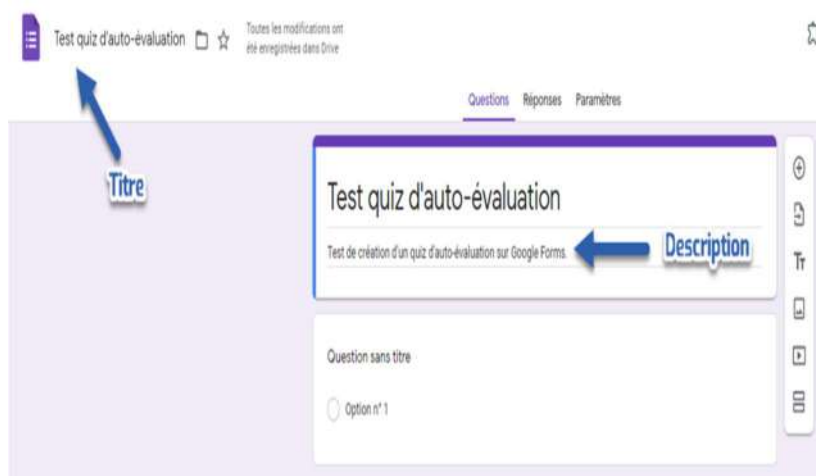 Test quiz d'auto-évaluation
Toutes les modifications ont
été enregistrées dans Drive
Questions Réponses Paramètres
Titre
Test quiz d'auto-évaluation
Test de création d'un quiz d'auto-évaluation sur Google Forms.
Description
Question sans titre
Option n° 1
Tт